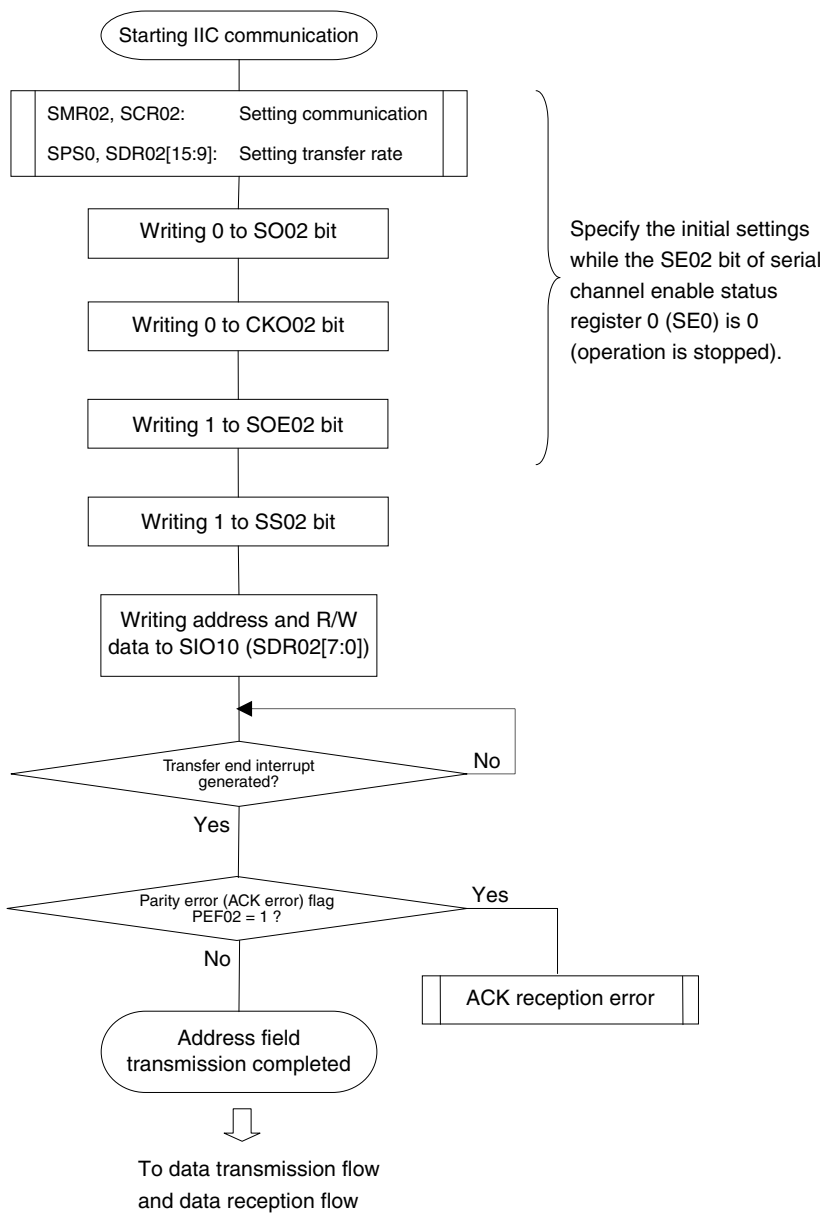 Starting IIC communication
SMR02, SCR02: Setting communication
SPS0, SDR02[15:9]: Setting transfer rate
Writing 0 to SO02 bit
Writing 0 to CKO02 bit
Writing 1 to SOE02 bit
Specify the initial settings
while the SE02 bit of serial
channel enable status
register 0 (SE0) is 0
(operation is stopped).
Writing 1 to SS02 bit
Writing address and R/W
data to SIO10 (SDR02[7:0])
Transfer end interrupt
generated?
No
Yes
Parity error (ACK error) flag
PEF02 = 1 ?
Yes
No
ACK reception error
Address field
transmission completed
To data transmission flow
and data reception flow